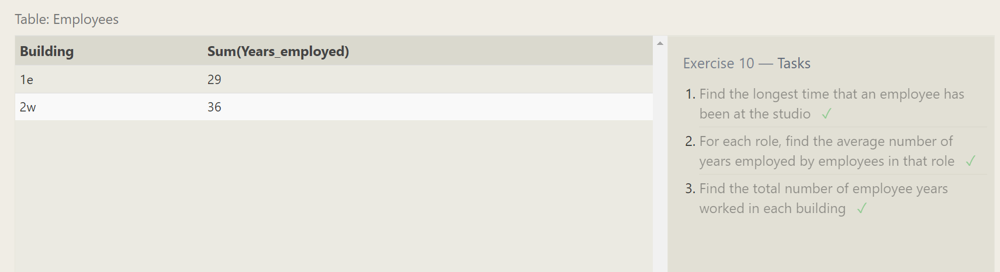 Table: Employees
Building Sum(Years_employed)
1e 29
2w 36
Exercise 10 — Tasks
1. Find the longest time that an employee has
been at the studio ✓
2. For each role, find the average number of
years employed by employees in that role ✓
3. Find the total number of employee years
worked in each building ✓